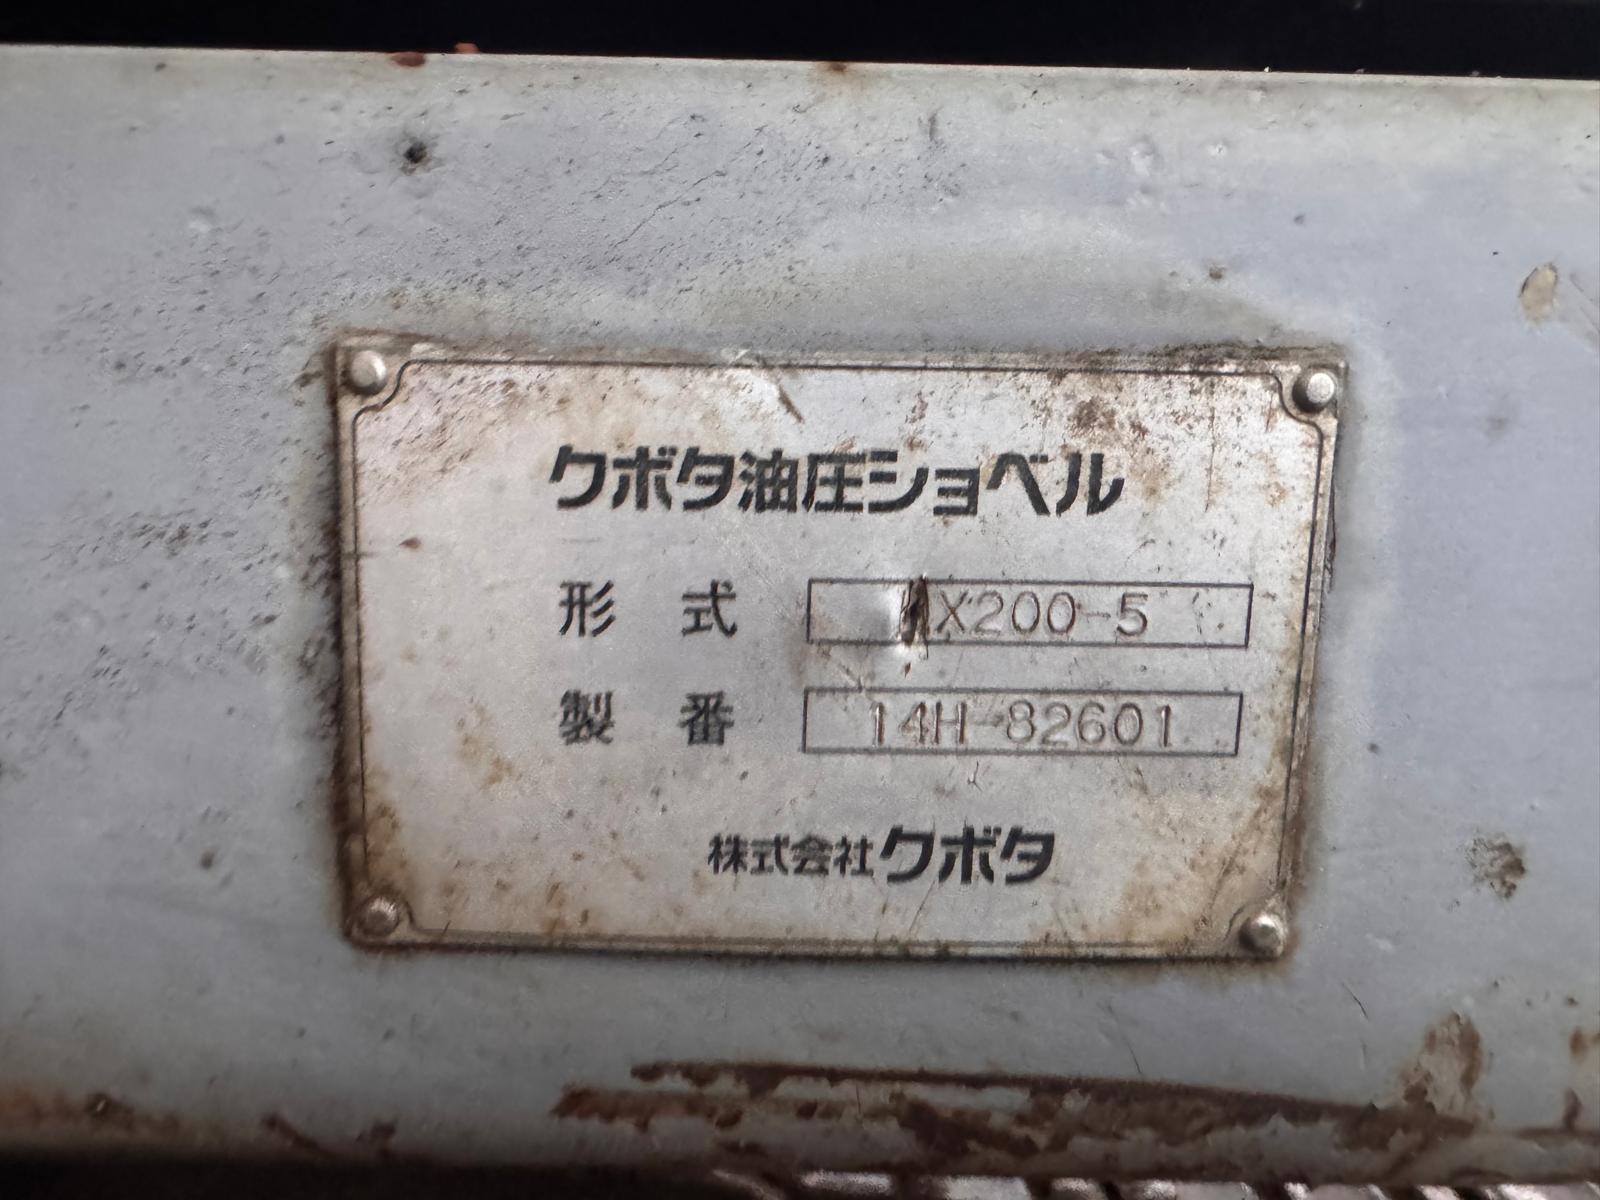 クボタ油圧ショベル
形式 X200-5
製番 14H-82601
株式会社クボタ